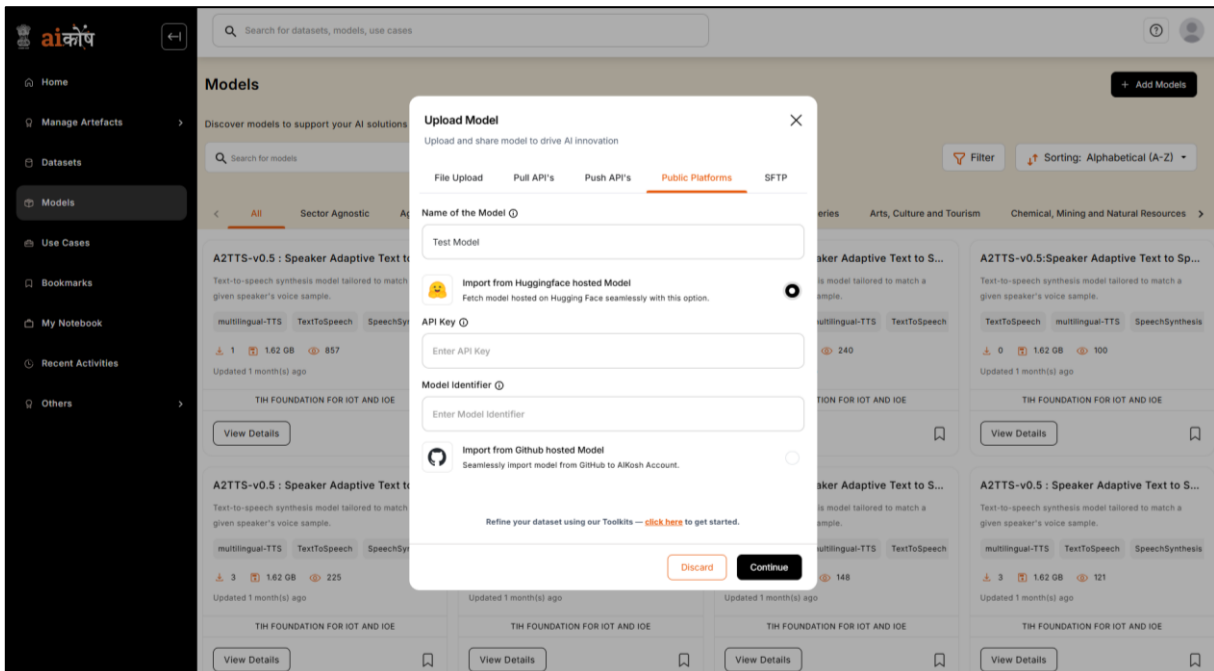 aiकोष
Search for datasets, models, use cases
Home
Manage Artefacts
Datasets
Models
Use Cases
Bookmarks
My Notebook
Recent Activities
Others
Models
+ Add Models
Discover models to support your AI solutions
Search for models
Filter
Sorting: Alphabetical (A-Z)
All
Sector Agnostic
Arts, Culture and Tourism
Chemical, Mining and Natural Resources
Upload Model
Upload and share model to drive AI innovation
File Upload
Pull API's
Push API's
Public Platforms
SFTP
Name of the Model
Test Model
Import from Huggingface hosted Model
Fetch model hosted on Hugging Face seamlessly with this option.
API Key
Enter API Key
Model Identifier
Enter Model Identifier
Import from Github hosted Model
Seamlessly import model from GitHub to AIKosh Account.
Refine your dataset using our Toolkits — click here to get started.
Discard
Continue
A2TTS-v0.5 : Speaker Adaptive Text to
Text-to-speech synthesis model tailored to match
given speaker's voice sample.
multilingual-TTS TextToSpeech SpeechSyn
1 1.62 GB 857
Updated 1 month(s) ago
TIH FOUNDATION FOR IOT AND IOE
View Details
aker Adaptive Text to S...
is model tailored to match a
ample.
ultilingual-TTS TextToSpeech
240
TION FOR IOT AND IOE
A2TTS-v0.5:Speaker Adaptive Text to Sp...
Text-to-speech synthesis model tailored to match a
given speaker's voice sample.
TextToSpeech multilingual-TTS SpeechSynthesis
0 1.62 GB 100
Updated 1 month(s) ago
TIH FOUNDATION FOR IOT AND IOE
View Details
A2TTS-v0.5 : Speaker Adaptive Text to
Text-to-speech synthesis model tailored to match
given speaker's voice sample.
multilingual-TTS TextToSpeech SpeechSyn
3 1.62 GB 225
Updated 1 month(s) ago
TIH FOUNDATION FOR IOT AND IOE
View Details
Updated 1 month(s) ago
TIH FOUNDATION FOR IOT AND IOE
View Details
aker Adaptive Text to S...
is model tailored to match a
ample.
ultilingual-TTS TextToSpeech
148
Updated 1 month(s) ago
TIH FOUNDATION FOR IOT AND IOE
View Details
A2TTS-v0.5 : Speaker Adaptive Text to S...
Text-to-speech synthesis model tailored to match a
given speaker's voice sample.
multilingual-TTS TextToSpeech SpeechSynthesis
3 1.62 GB 121
Updated 1 month(s) ago
TIH FOUNDATION FOR IOT AND IOE
View Details